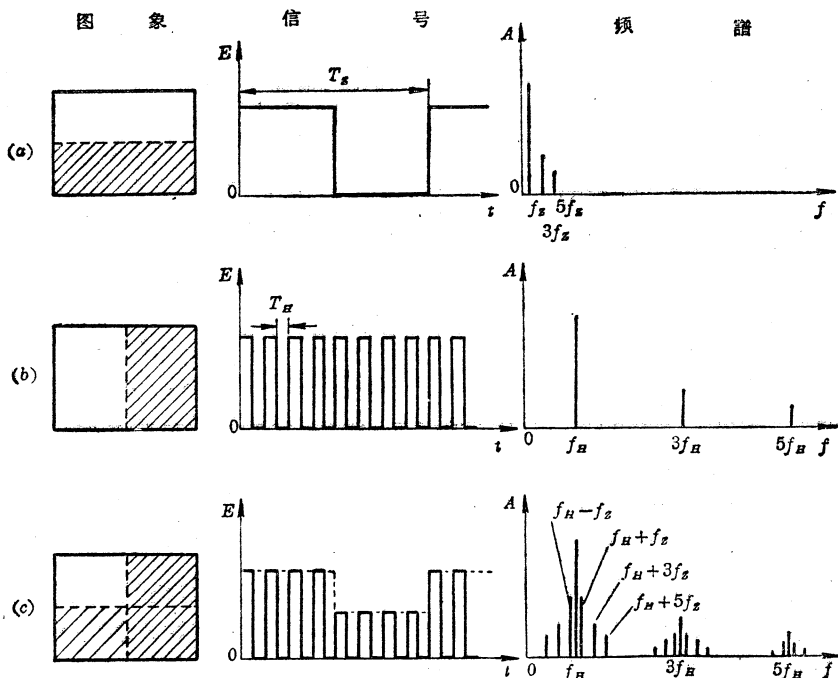 图 象 信 号 频 譜
(a)
E
T_z
0
t
A
0
f_z 5f_z f
3f_z
(b)
E
T_H
0
t
A
0 f_H 3f_H 5f_H f
(c)
E
0
t
A
f_H−f_z
f_H+f_z
f_H+3f_z
f_H+5f_z
0 f_H 3f_H 5f_H f